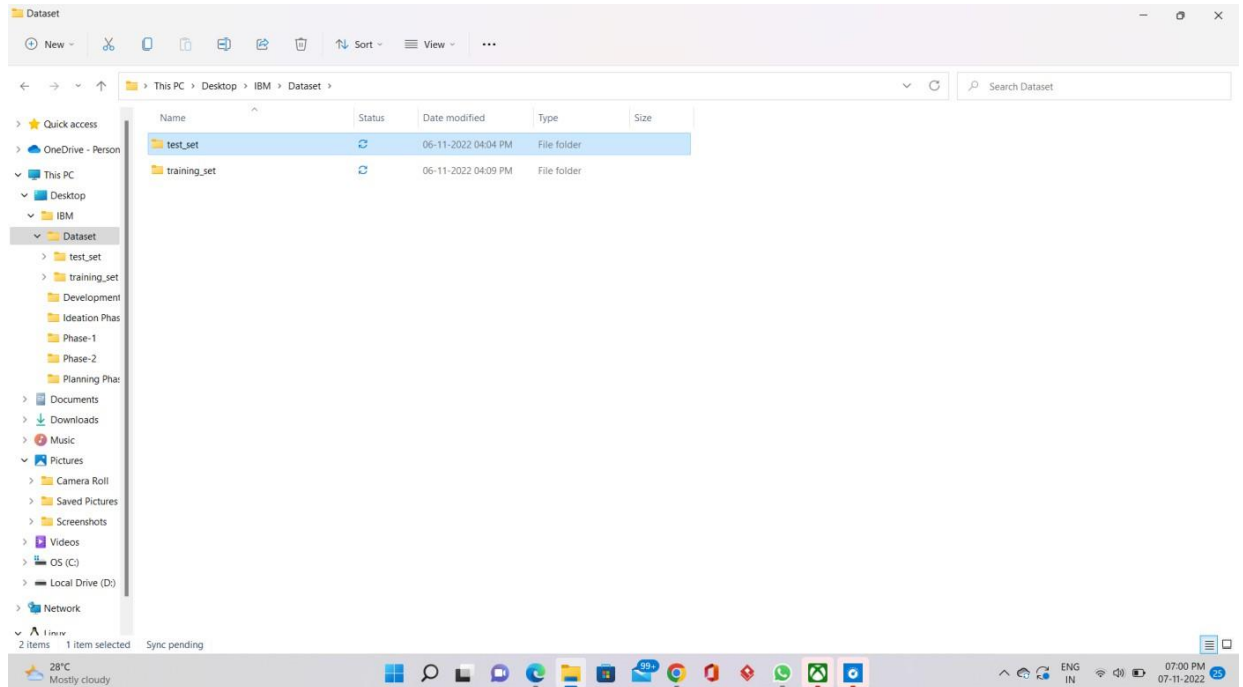 Dataset
New
Sort
View
This PC > Desktop > IBM > Dataset >
Search Dataset
Name Status Date modified Type Size
test_set 06-11-2022 04:04 PM File folder
training_set 06-11-2022 04:09 PM File folder
Quick access
OneDrive - Person
This PC
Desktop
IBM
Dataset
test_set
training_set
Development
Ideation Phas
Phase-1
Phase-2
Planning Phas
Documents
Downloads
Music
Pictures
Camera Roll
Saved Pictures
Screenshots
Videos
OS (C:)
Local Drive (D:)
Network
Linux
2 items 1 item selected Sync pending
28°C
Mostly cloudy
99+
ENG
IN
07:00 PM
07-11-2022
25